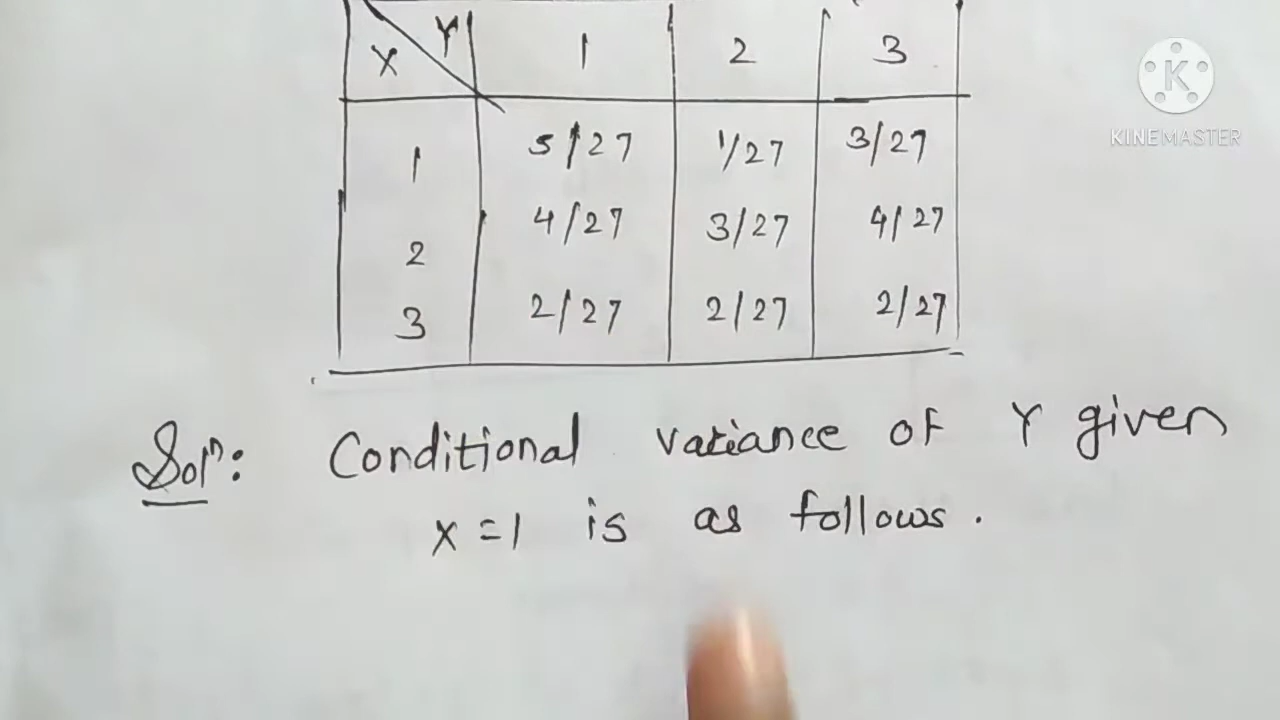 X Y 1 2 3
1 5/27 1/27 3/27
2 4/27 3/27 4/27
3 2/27 2/27 2/27
Solⁿ: Conditional variance of Y given
x=1 is as follows.
K
KINEMASTER